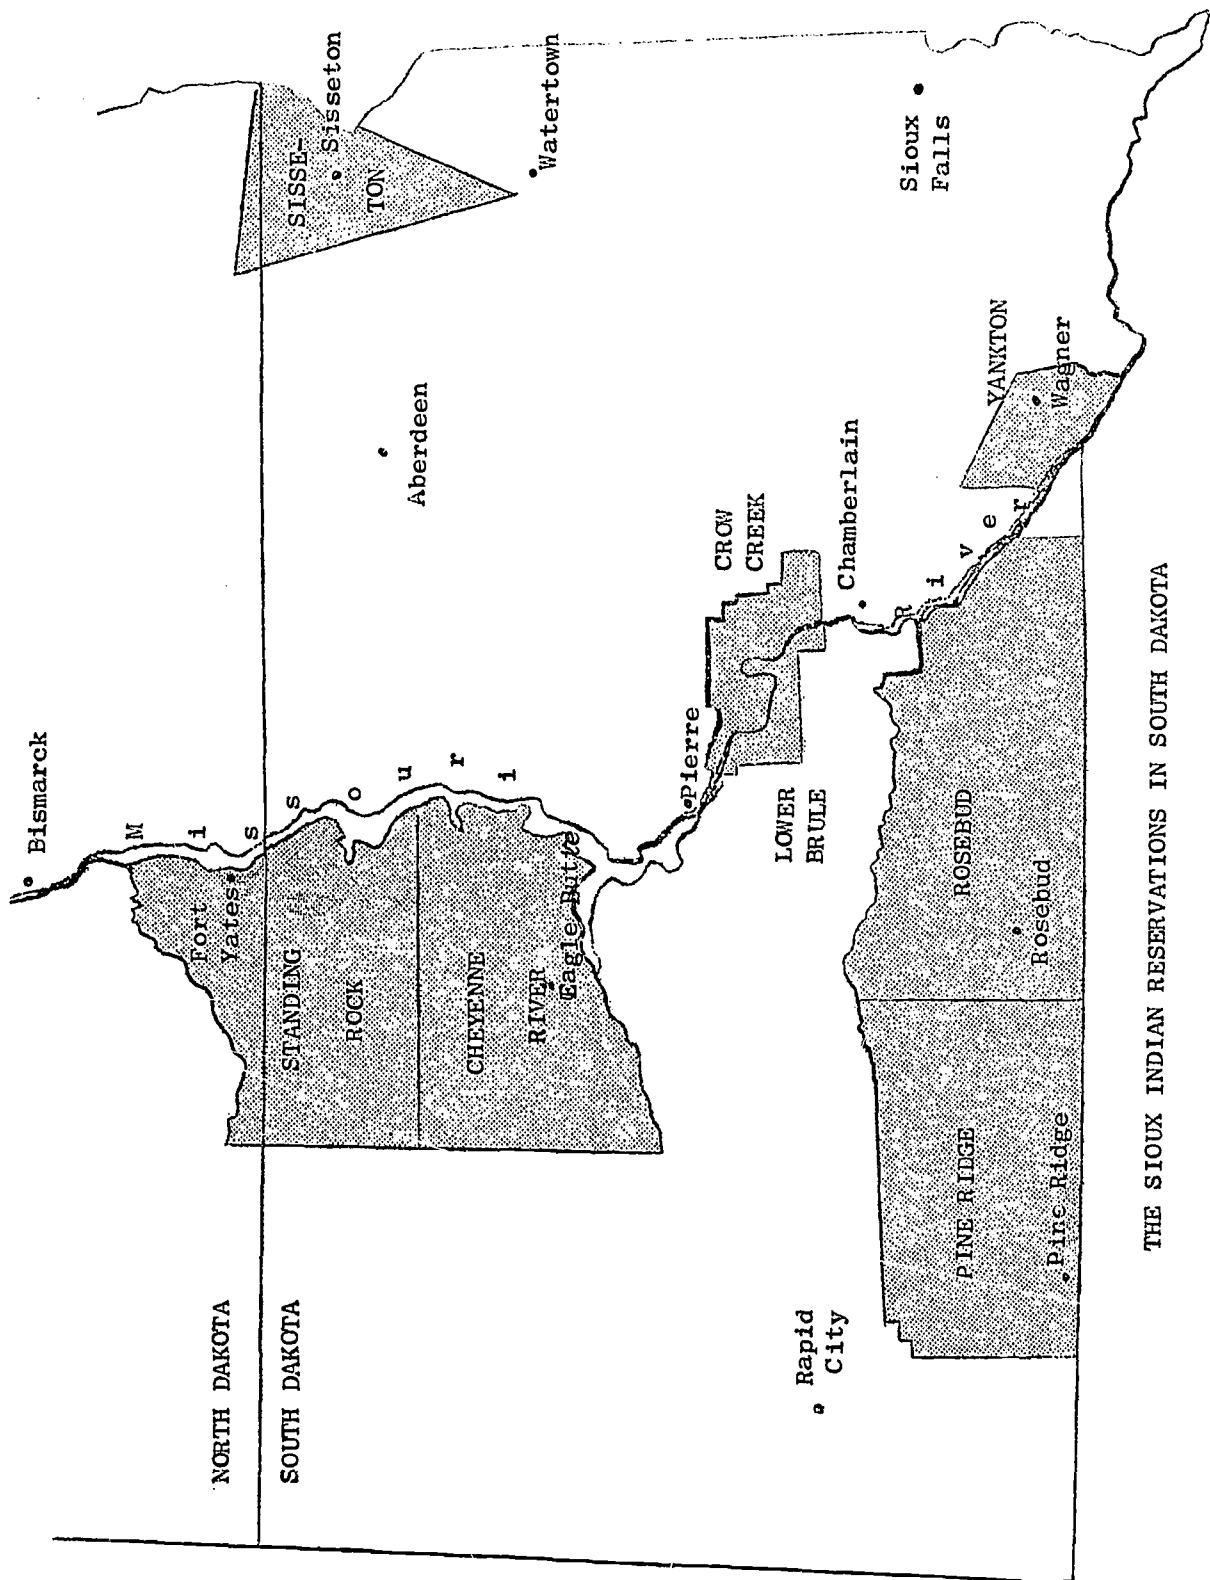 Bismarck
NORTH DAKOTA
SOUTH DAKOTA
Missouri
River
Fort
Yates
STANDING
ROCK
CHEYENNE
RIVER
Eagle Butte
SISSE-
TON
Sisseton
Watertown
Aberdeen
Pierre
CROW
CREEK
LOWER
BRULE
Chamberlain
Sioux
Falls
YANKTON
Wagner
Rapid
City
PINE RIDGE
Pine Ridge
ROSEBUD
Rosebud
THE SIOUX INDIAN RESERVATIONS IN SOUTH DAKOTA